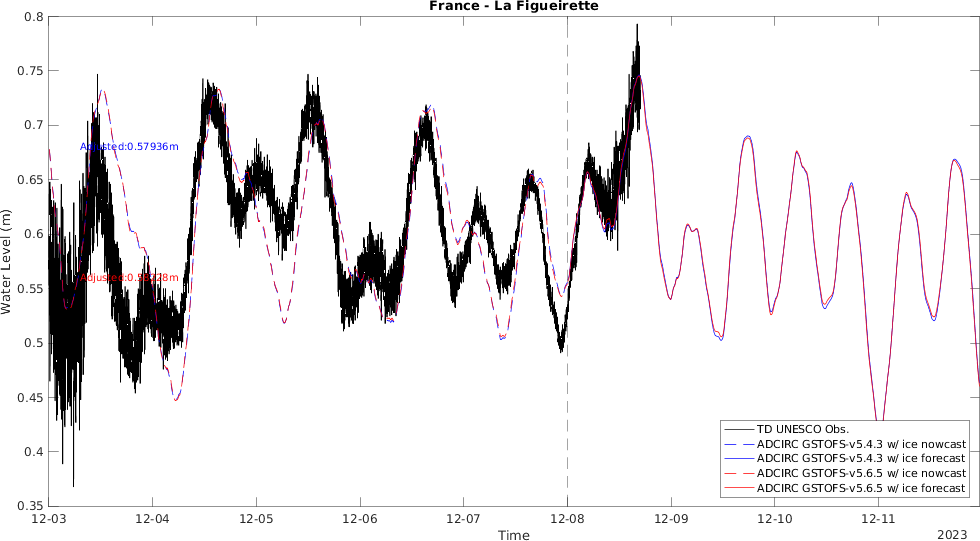 France - La Figueirette
0.8
0.75
0.7
0.65
0.6
0.55
0.5
0.45
0.4
0.35
Water Level (m)
Adjusted:0.57936m
12-03
12-04
12-05
12-06
12-07
12-08
12-09
12-10
12-11
Time
2023
TD UNESCO Obs.
ADCIRC GSTOFS-v5.4.3 w/ ice nowcast
ADCIRC GSTOFS-v5.4.3 w/ ice forecast
ADCIRC GSTOFS-v5.6.5 w/ ice nowcast
ADCIRC GSTOFS-v5.6.5 w/ ice forecast